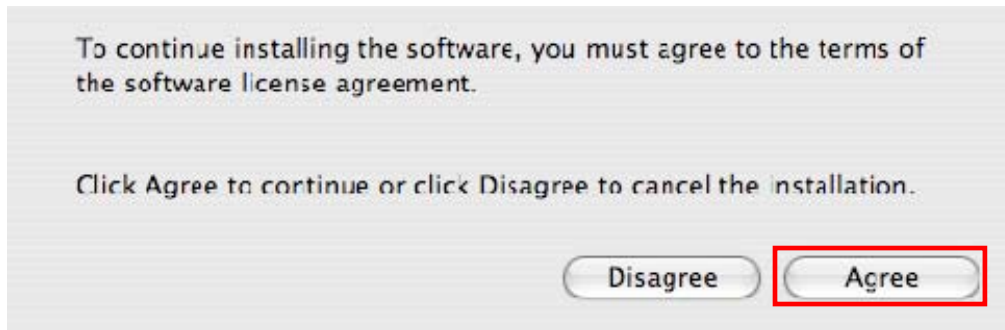 To continue installing the software, you must agree to the terms of
the software license agreement.
Click Agree to continue or click Disagree to cancel the installation.
Disagree
Agree